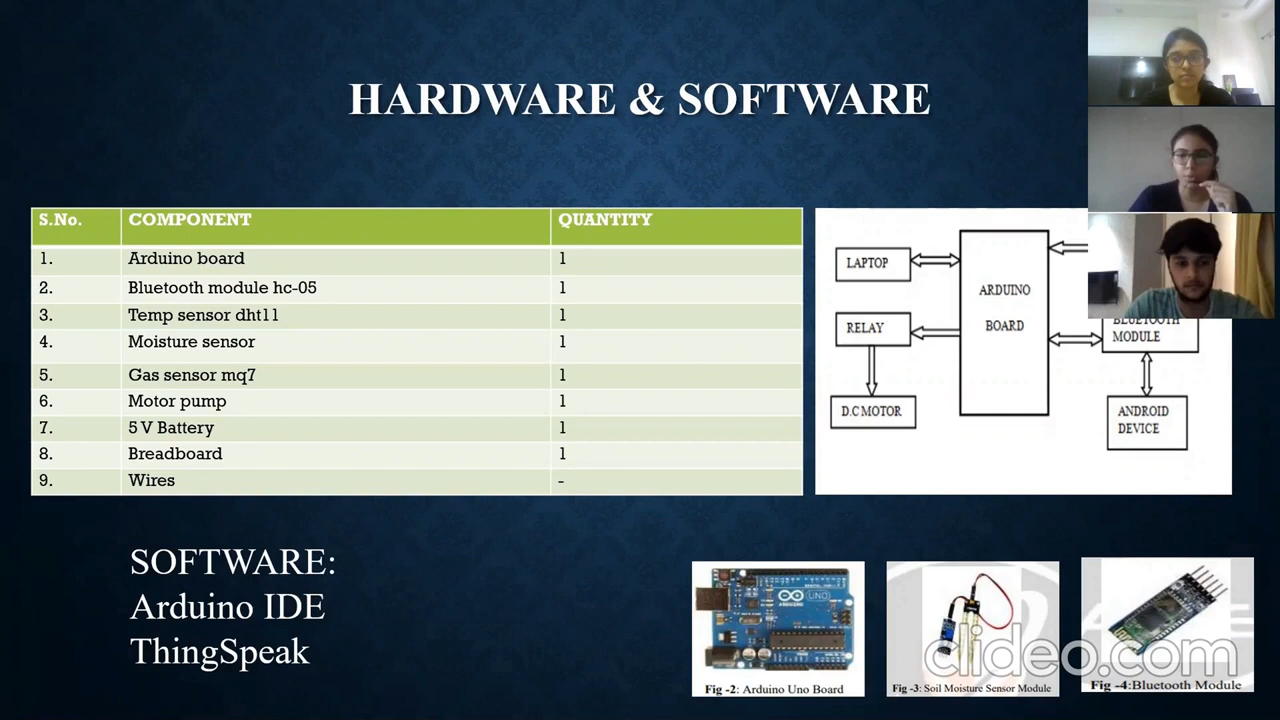 HARDWARE & SOFTWARE
S.No. COMPONENT QUANTITY
1. Arduino board 1
2. Bluetooth module hc-05 1
3. Temp sensor dht11 1
4. Moisture sensor 1
5. Gas sensor mq7 1
6. Motor pump 1
7. 5 V Battery 1
8. Breadboard 1
9. Wires -
LAPTOP
ARDUINO
BOARD
RELAY
BLUETOOTH
MODULE
D.C MOTOR
ANDROID
DEVICE
SOFTWARE:
Arduino IDE
ThingSpeak
UNO
ARDUINO
Fig -2: Arduino Uno Board
Fig -3: Soil Moisture Sensor Module
Fig -4:Bluetooth Module
clideo.com